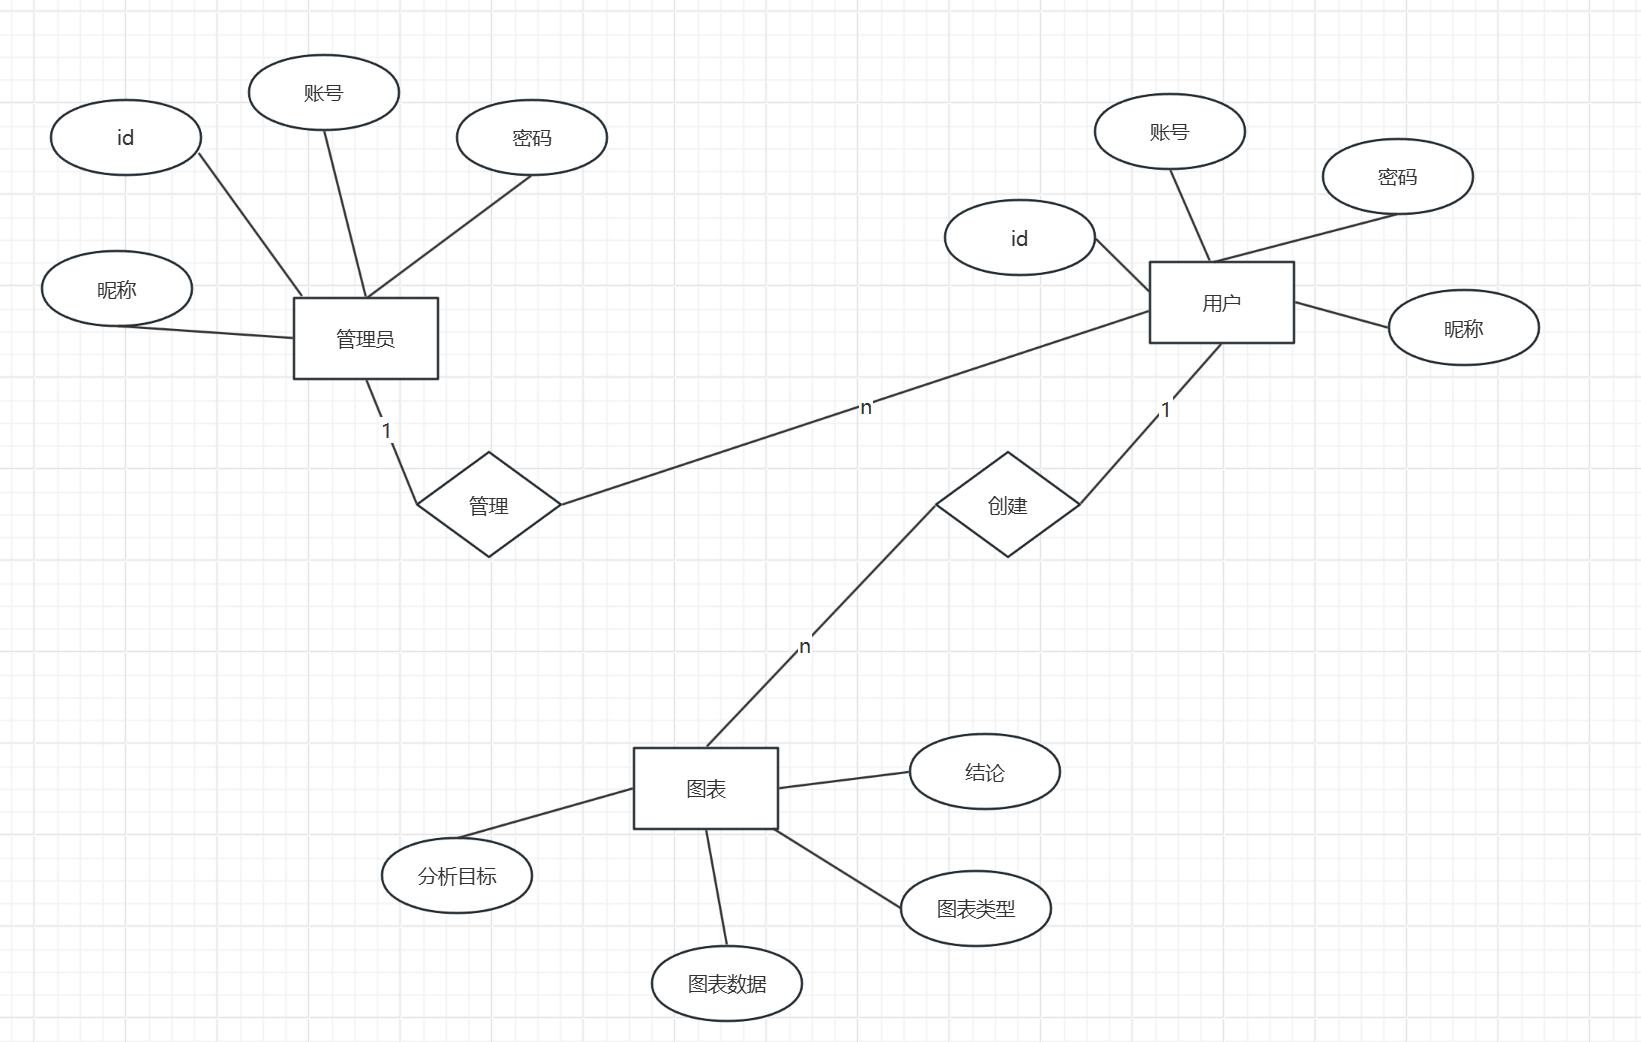 账号
id
密码
昵称
管理员
账号
密码
id
用户
昵称
1
n
1
管理
创建
n
图表
结论
分析目标
图表类型
图表数据